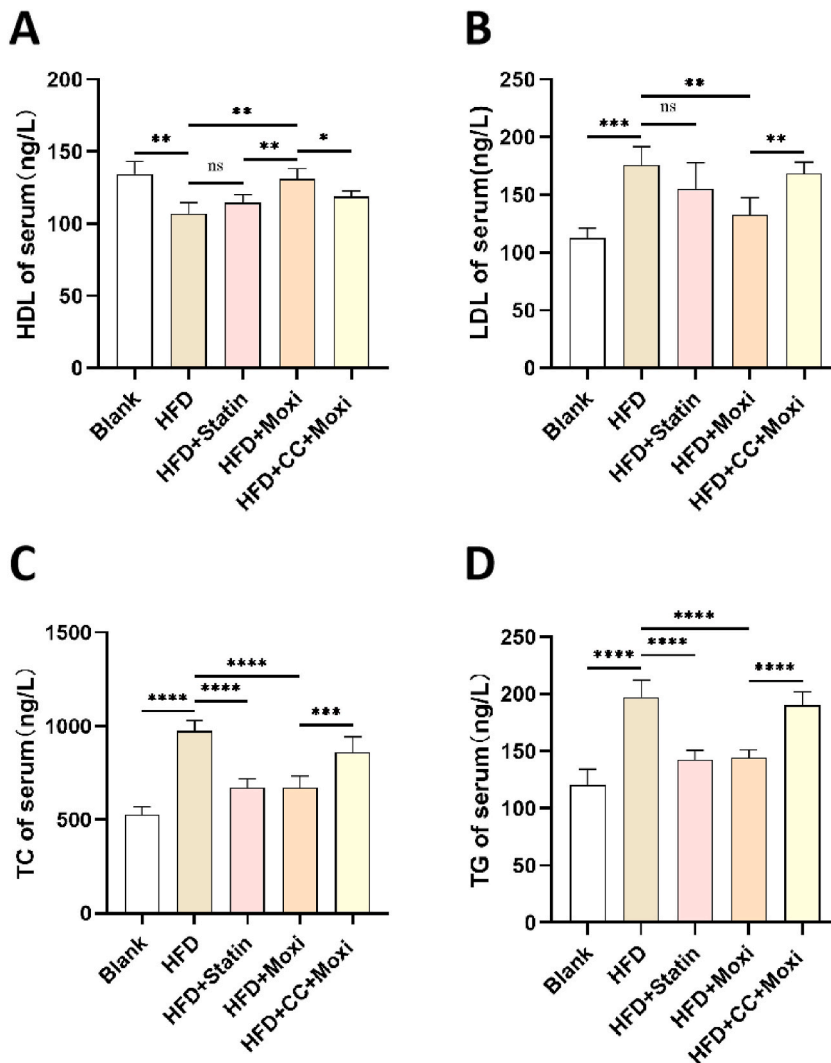 A
HDL of serum(ng/L)
200
150
100
50
0
**
**
ns
**
*
Blank
HFD
HFD+Statin
HFD+Moxi
HFD+CC+Moxi
B
LDL of serum(ng/L)
250
200
150
100
50
0
**
ns
***
**
Blank
HFD
HFD+Statin
HFD+Moxi
HFD+CC+Moxi
C
TC of serum(ng/L)
1500
1000
500
0
****
****
****
***
Blank
HFD
HFD+Statin
HFD+Moxi
HFD+CC+Moxi
D
TG of serum(ng/L)
250
200
150
100
50
0
****
****
****
****
Blank
HFD
HFD+Statin
HFD+Moxi
HFD+CC+Moxi